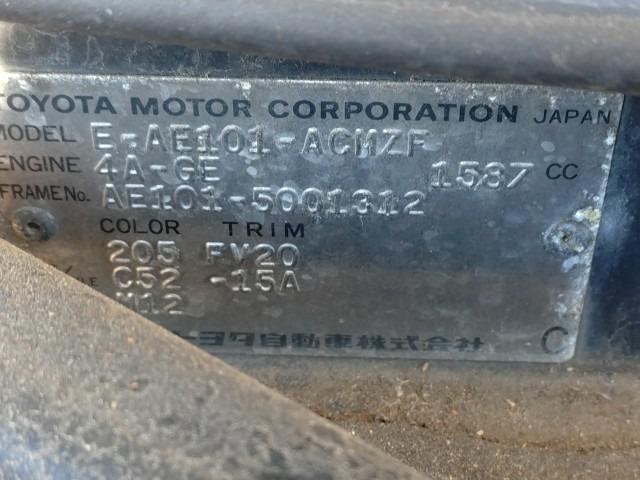 TOYOTA MOTOR CORPORATION JAPAN
MODEL E-AE101-ACMZF
ENGINE 4A-GE 1587 CC
FRAME No. AE101-5001312
COLOR TRIM
205 FV20
C52 -15A
M12
トヨタ自動車株式会社 C